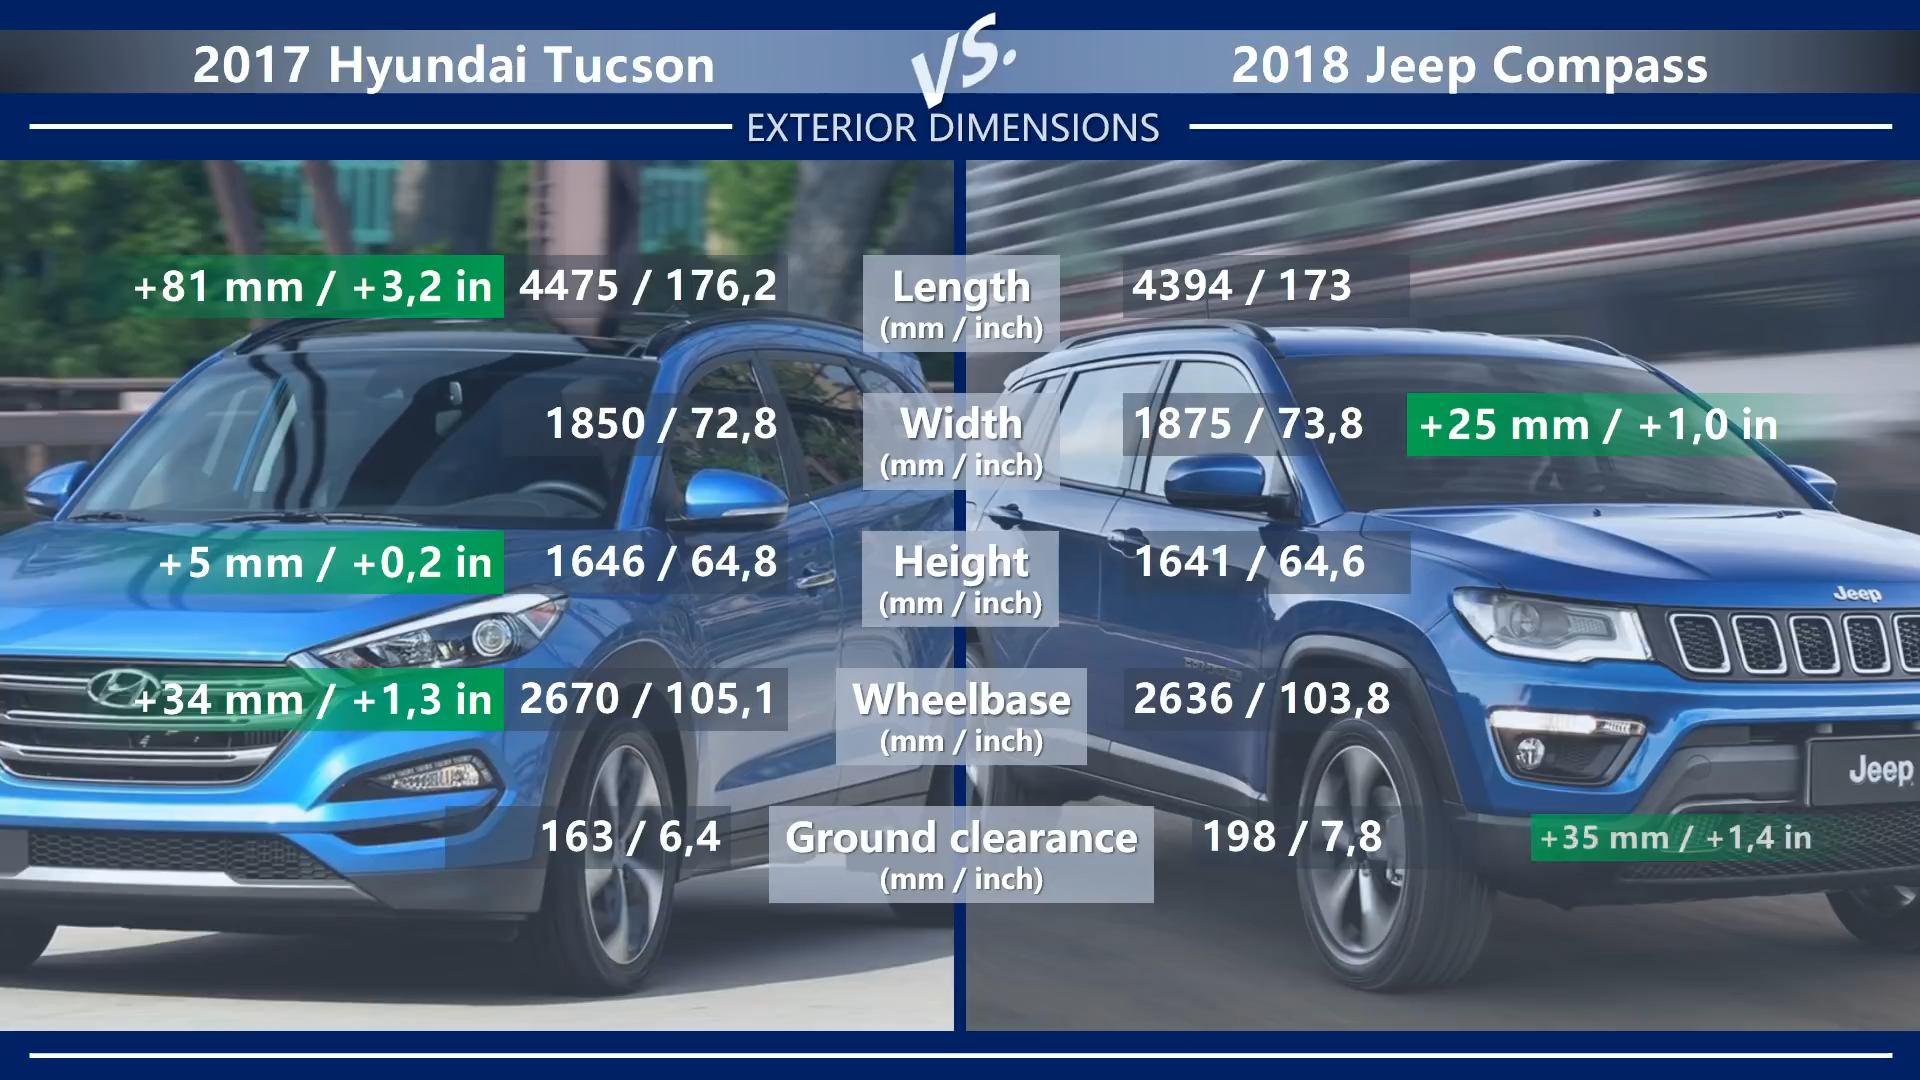 2017 Hyundai Tucson VS. 2018 Jeep Compass
EXTERIOR DIMENSIONS
+81 mm / +3,2 in 4475 / 176,2 Length 4394 / 173
(mm / inch)
1850 / 72,8 Width 1875 / 73,8 +25 mm / +1,0 in
(mm / inch)
+5 mm / +0,2 in 1646 / 64,8 Height 1641 / 64,6
(mm / inch)
Jeep
+34 mm / +1,3 in 2670 / 105,1 Wheelbase 2636 / 103,8
(mm / inch)
Jeep
163 / 6,4 Ground clearance 198 / 7,8 +35 mm / +1,4 in
(mm / inch)